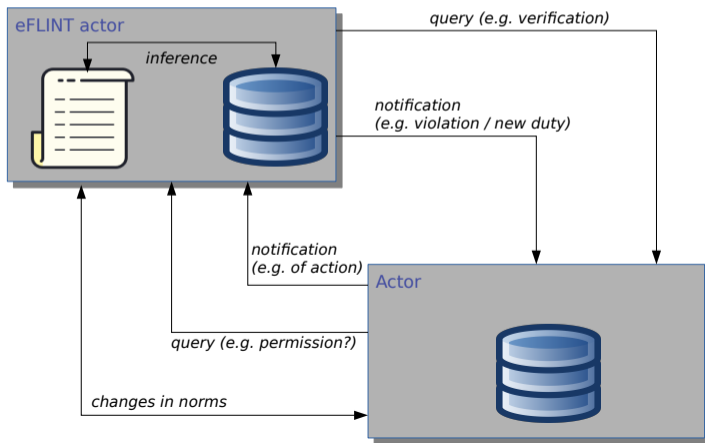 eFLINT actor
query (e.g. verification)
inference
notification
(e.g. violation / new duty)
notification
(e.g. of action)
Actor
query (e.g. permission?)
changes in norms